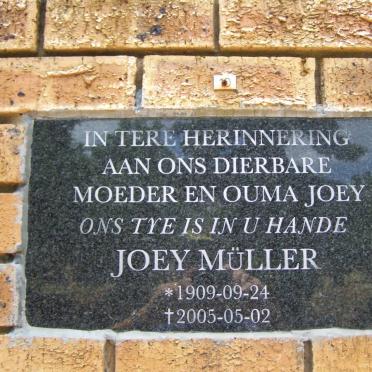 IN TERE HERINNERING
AAN ONS DIERBARE
MOEDER EN OUMA JOEY
ONS TYE IS IN U HANDE
JOEY MÜLLER
*1909-09-24
†2005-05-02